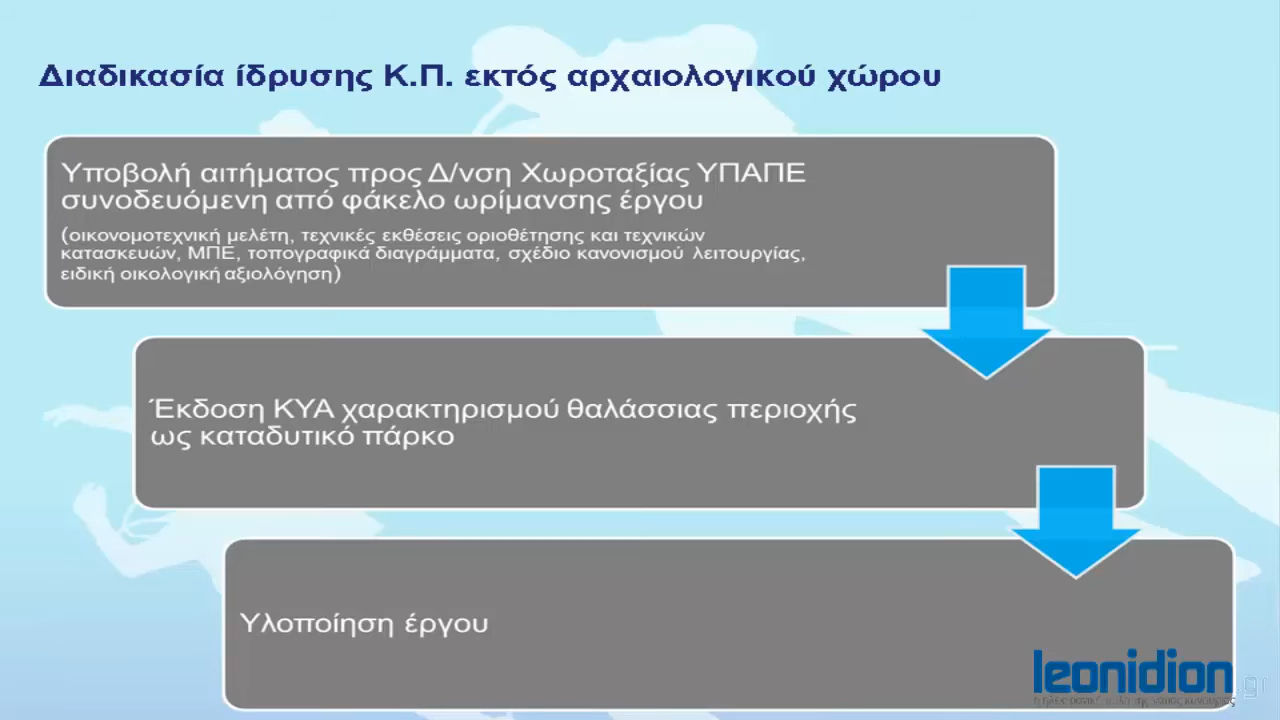 Διαδικασία ίδρυσης Κ.Π. εκτός αρχαιολογικού χώρου
Υποβολή αιτήματος προς Δ/νση Χωροταξίας ΥΠΑΠΕ
συνοδευόμενη από φάκελο ωρίμανσης έργου
(οικονομοτεχνική μελέτη, τεχνικές εκθέσεις οριοθέτησης και τεχνικών
κατασκευών, ΜΠΕ, τοπογραφικά διαγράμματα, σχέδιο κανονισμού λειτουργίας,
ειδική οικολογική αξιολόγηση)
Έκδοση ΚΥΑ χαρακτηρισμού θαλάσσιας περιοχής
ως καταδυτικό πάρκο
Υλοποίηση έργου
leonidion.gr